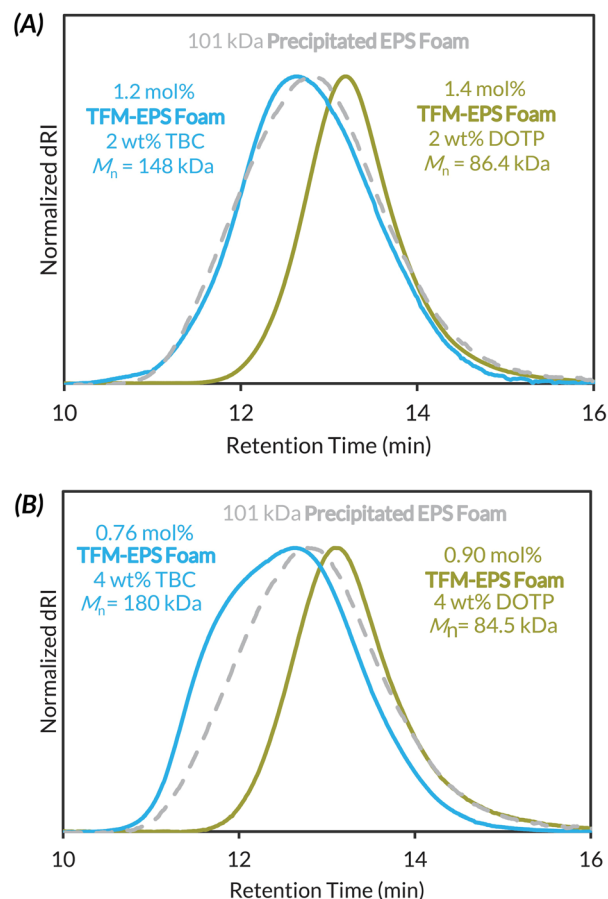 (A)
101 kDa Precipitated EPS Foam
1.2 mol%
TFM-EPS Foam
2 wt% TBC
Mn = 148 kDa
1.4 mol%
TFM-EPS Foam
2 wt% DOTP
Mn = 86.4 kDa
Normalized dRI
10 12 14 16
Retention Time (min)
(B)
101 kDa Precipitated EPS Foam
0.76 mol%
TFM-EPS Foam
4 wt% TBC
Mn = 180 kDa
0.90 mol%
TFM-EPS Foam
4 wt% DOTP
Mn = 84.5 kDa
Normalized dRI
10 12 14 16
Retention Time (min)